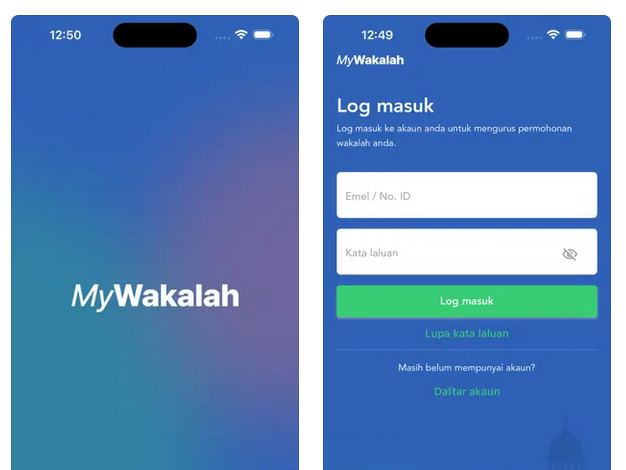 12:50
MyWakalah
12:49
MyWakalah
Log masuk
Log masuk ke akaun anda untuk mengurus permohonan
wakalah anda.
Emel / No. ID
Kata laluan
Log masuk
Lupa kata laluan
Masih belum mempunyai akaun?
Daftar akaun